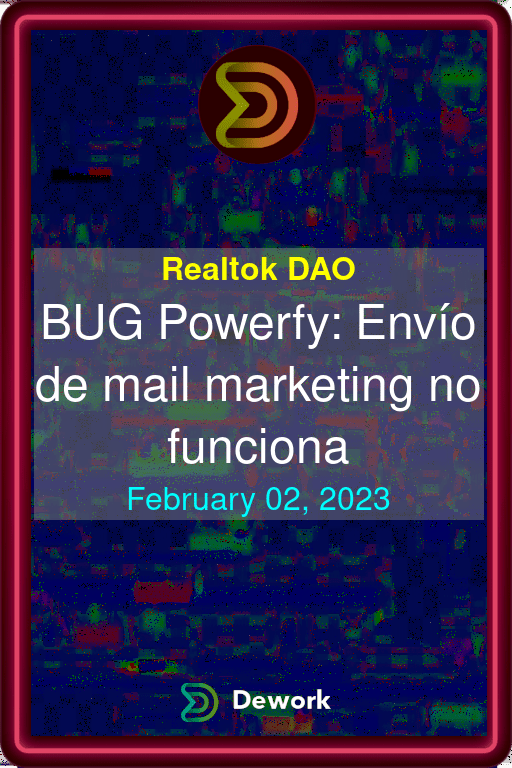 Realtok DAO
BUG Powerfy: Envío
de mail marketing no
funciona
February 02, 2023
Dework